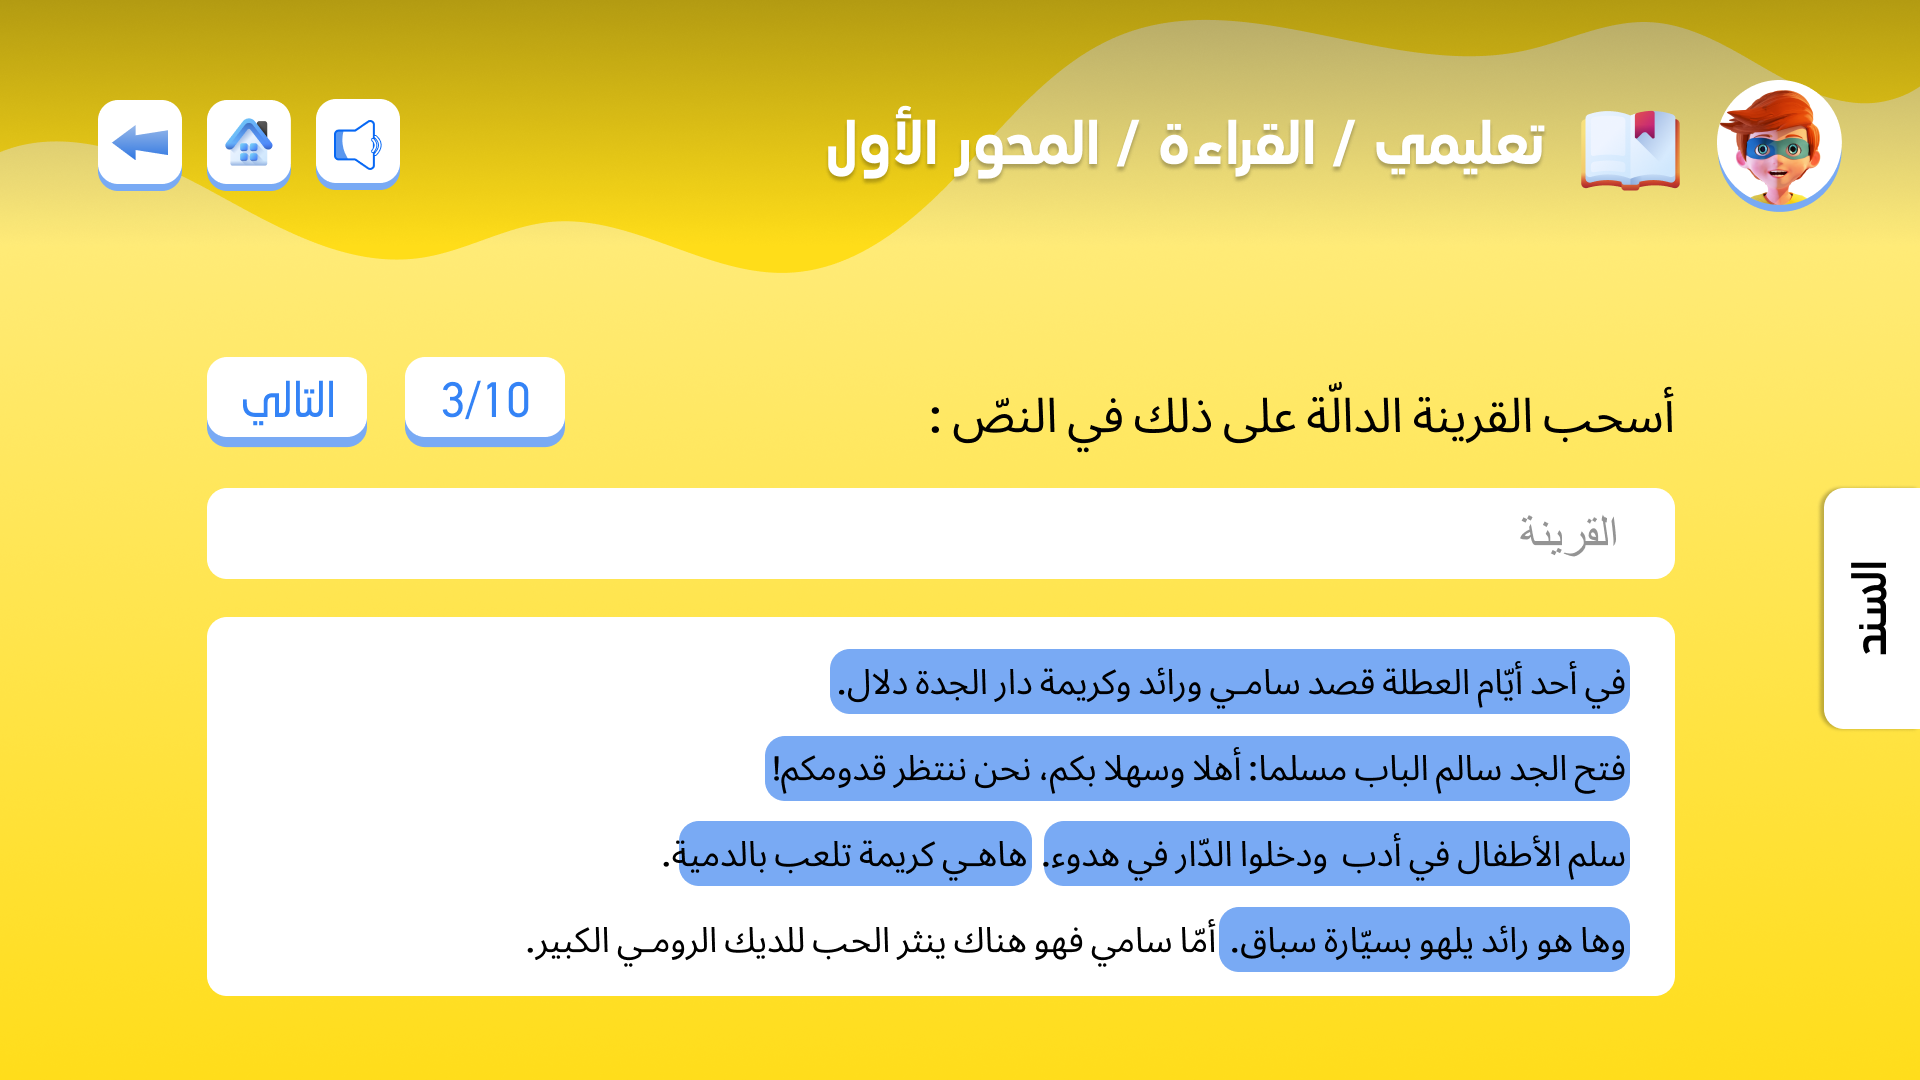 تعليمي / القراءة / المحور الأول
أسحب القرينة الدالّة على ذلك في النصّ :
3/10
التالي
القرينة
السند
في أحد أيّام العطلة قصد سامي ورائد وكريمة دار الجدة دلال.
فتح الجد سالم الباب مسلما: أهلا وسهلا بكم، نحن ننتظر قدومكم!
سلم الأطفال في أدب ودخلوا الدّار في هدوء. هاهي كريمة تلعب بالدمية.
وها هو رائد يلهو بسيّارة سباق. أمّا سامي فهو هناك ينثر الحب للديك الرومي الكبير.